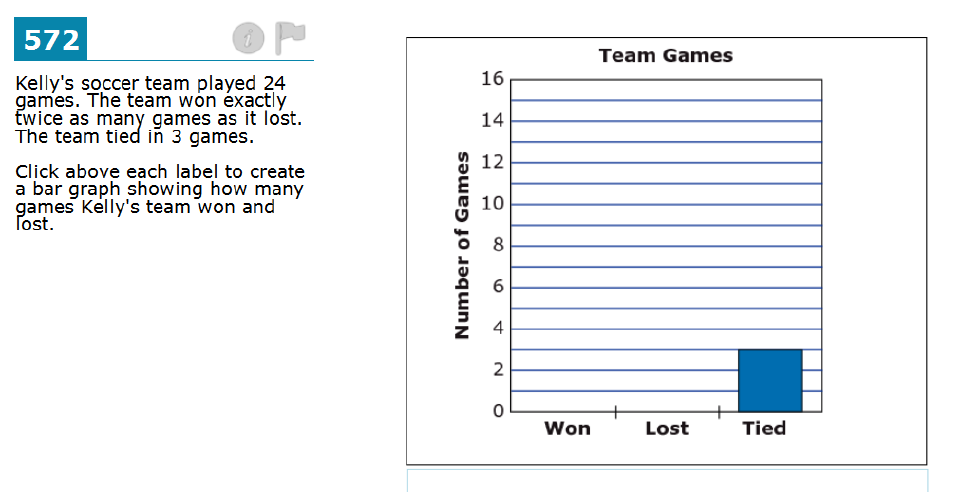 572
Kelly's soccer team played 24
games. The team won exactly
twice as many games as it lost.
The team tied in 3 games.
Click above each label to create
a bar graph showing how many
games Kelly's team won and
lost.
Team Games
Number of Games
16
14
12
10
8
6
4
2
0
Won Lost Tied